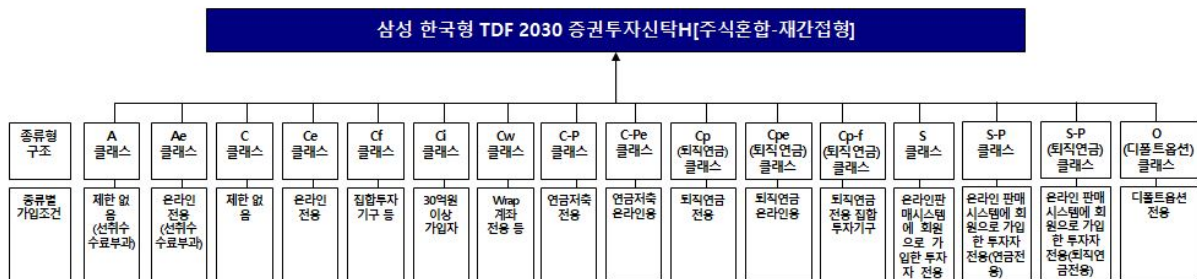 삼성 한국형 TDF 2030 증권투자신탁H[주식혼합-재간접형]
종류형
구조
A
클래스
Ae
클래스
C
클래스
Ce
클래스
Cf
클래스
Ci
클래스
Cw
클래스
C-P
클래스
C-Pe
클래스
Cp
(퇴직연금)
클래스
Cpe
(퇴직연금)
클래스
Cp-f
(퇴직연금)
클래스
S
클래스
S-P
클래스
S-P
(퇴직연금)
클래스
O
(디폴트옵션)
클래스
종류별
가입조건
제한 없
음
(선취수
수료부과)
온라인
전용
(선취수
수료부과)
제한 없
음
온라인
전용
집합투자
기구 등
30억원
이상
가입자
Wrap
계좌
전용 등
연금저축
전용
연금저축
온라인용
퇴직연금
전용
퇴직연금
온라인용
퇴직연금
전용 집합
투자기구
온라인판
매시스템
에 회원
으로 가
입한 투자
자 전용
온라인 판매
시스템에 회
원으로 가입
한 투자자
전용(연금전
용)
온라인 판매
시스템에 회
원으로 가입
한 투자자
전용(퇴직연
금전용)
디폴트옵션
전용